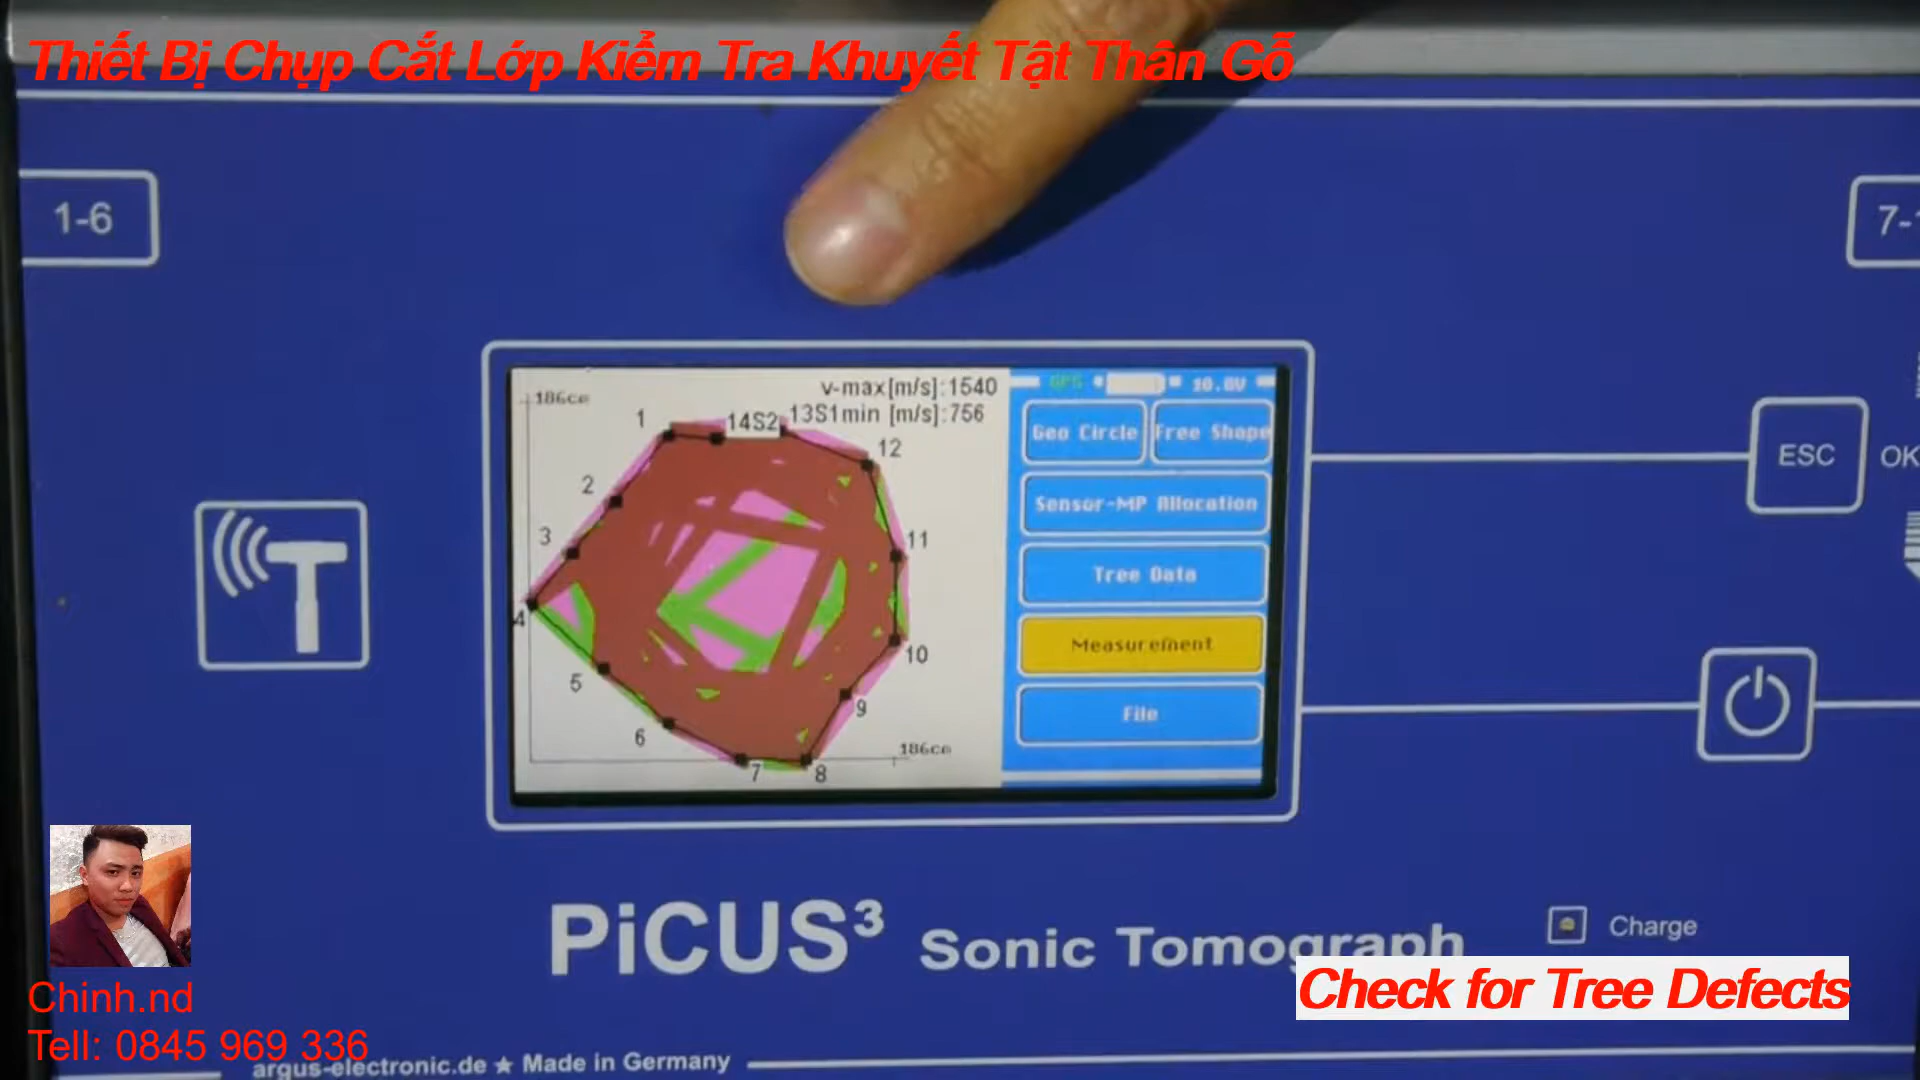 Thiết Bị Chụp Cắt Lớp Kiểm Tra Khuyết Tật Thân Gỗ
1-6
7-1
186cm
v-max[m/s]:1540
1
14S2
13S1min [m/s]:756
12
2
3
11
4
10
5
9
6
186cm
7
8
GPS
10.0V
Geo Circle
Free Shape
Sensor-MP Allocation
Tree Data
Measurement
File
ESC
OK
PiCUS³
Sonic Tomograph
Charge
Check for Tree Defects
Chinh.nd
Tell: 0845 969 336
argus-electronic.de ★ Made in Germany